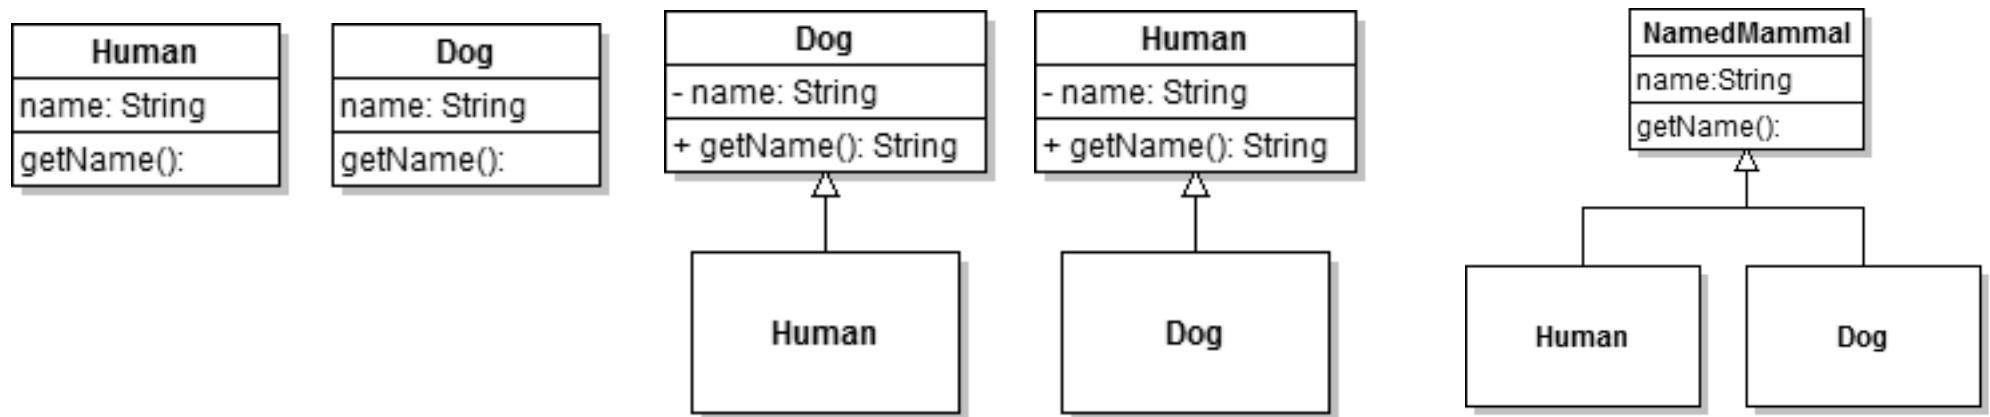 Human
name: String
getName():
Dog
name: String
getName():
Dog
- name: String
+ getName(): String
Human
Human
- name: String
+ getName(): String
Dog
NamedMammal
name:String
getName():
Human
Dog